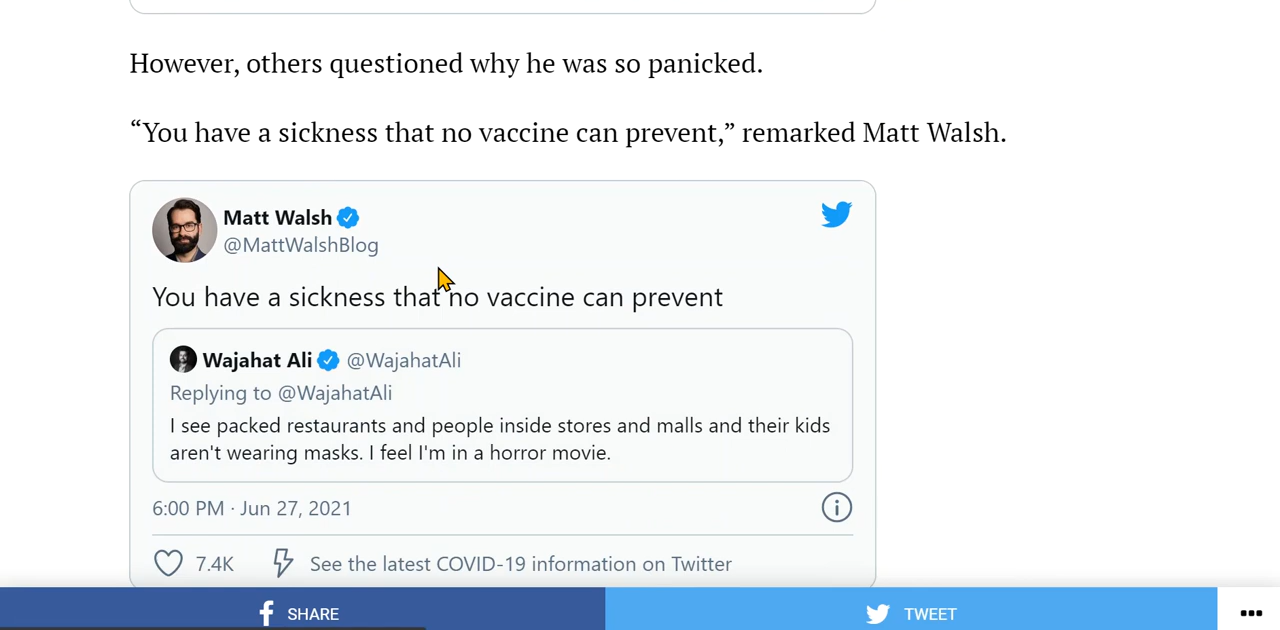 However, others questioned why he was so panicked.
“You have a sickness that no vaccine can prevent,” remarked Matt Walsh.
Matt Walsh
@MattWalshBlog
You have a sickness that no vaccine can prevent
Wajahat Ali @WajahatAli
Replying to @WajahatAli
I see packed restaurants and people inside stores and malls and their kids
aren't wearing masks. I feel I'm in a horror movie.
6:00 PM · Jun 27, 2021
7.4K See the latest COVID-19 information on Twitter
SHARE TWEET